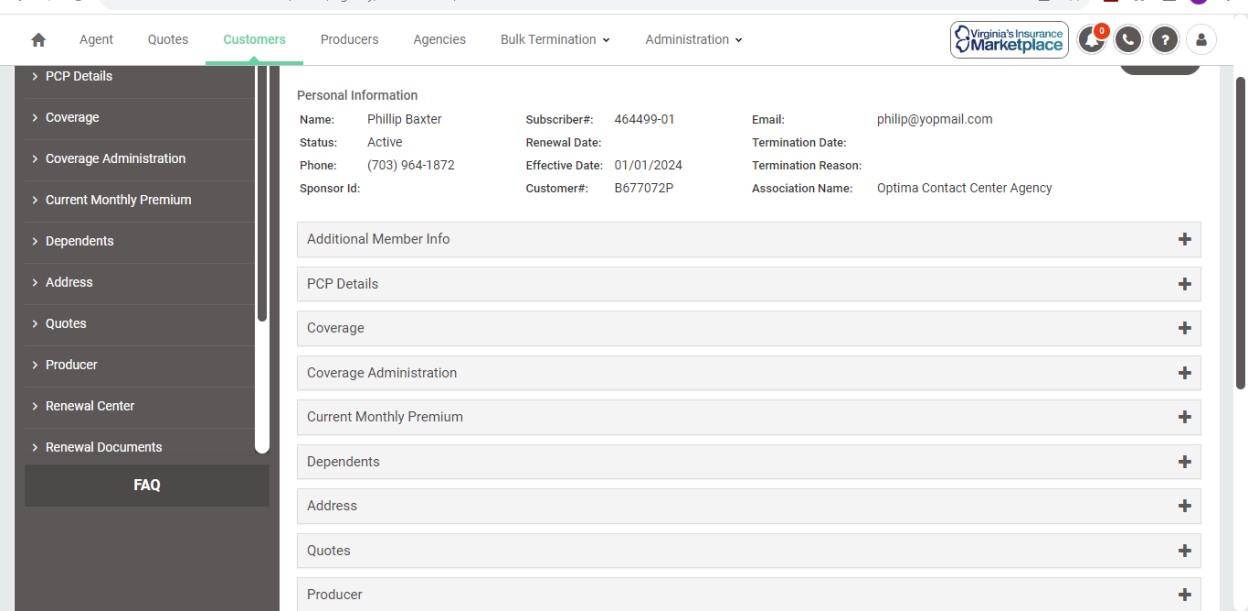 Agent Quotes Customers Producers Agencies Bulk Termination Administration Virginia's Insurance Marketplace 0 ?
PCP Details
Coverage
Coverage Administration
Current Monthly Premium
Dependents
Address
Quotes
Producer
Renewal Center
Renewal Documents
FAQ
Personal Information
Name: Phillip Baxter Subscriber#: 464499-01 Email: philip@yopmail.com
Status: Active Renewal Date: Termination Date:
Phone: (703) 964-1872 Effective Date: 01/01/2024 Termination Reason:
Sponsor Id: Customer#: B677072P Association Name: Optima Contact Center Agency
Additional Member Info
PCP Details
Coverage
Coverage Administration
Current Monthly Premium
Dependents
Address
Quotes
Producer